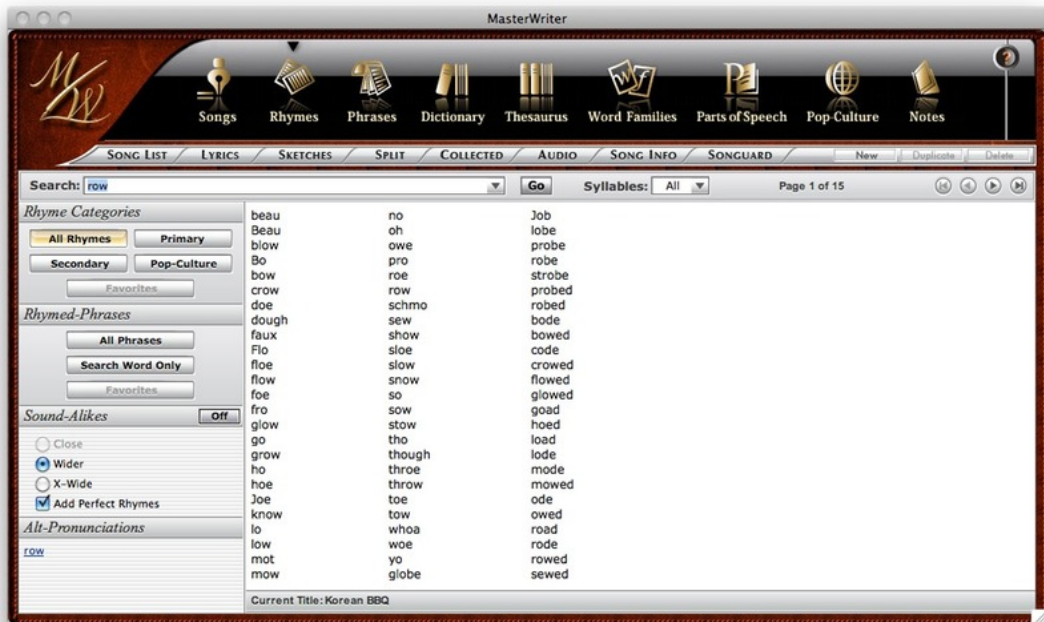 MasterWriter
MW
Songs Rhymes Phrases Dictionary Thesaurus Word Families Parts of Speech Pop-Culture Notes
?
SONG LIST LYRICS SKETCHES SPLIT COLLECTED AUDIO SONG INFO SONGUARD New Duplicate Delete
Search: row Go Syllables: All Page 1 of 15
Rhyme Categories
All Rhymes Primary
Secondary Pop-Culture
Favorites
Rhymed-Phrases
All Phrases
Search Word Only
Favorites
Sound-Alikes Off
Close
Wider
X-Wide
Add Perfect Rhymes
Alt-Pronunciations
row
beau
Beau
blow
Bo
bow
crow
doe
dough
faux
Flo
floe
flow
foe
fro
glow
go
grow
ho
hoe
Joe
know
lo
low
mot
mow
no
oh
owe
pro
roe
row
schmo
sew
show
sloe
slow
snow
so
sow
stow
tho
though
throe
throw
toe
tow
whoa
woe
yo
globe
Job
lobe
probe
robe
strobe
probed
robed
bode
bowed
code
crowed
flowed
glowed
goad
hoed
load
lode
mode
mowed
ode
owed
road
rode
rowed
sewed
Current Title: Korean BBQ